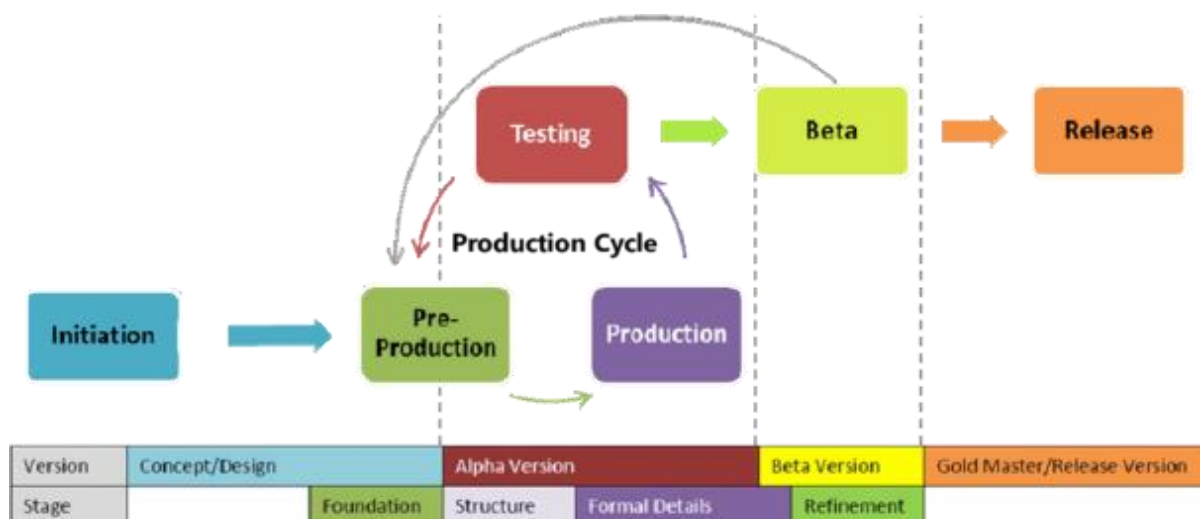 Testing
Beta
Release
Production Cycle
Initiation
Pre-
Production
Production
Version Concept/Design Alpha Version Beta Version Gold Master/Release Version
Stage Foundation Structure Formal Details Refinement